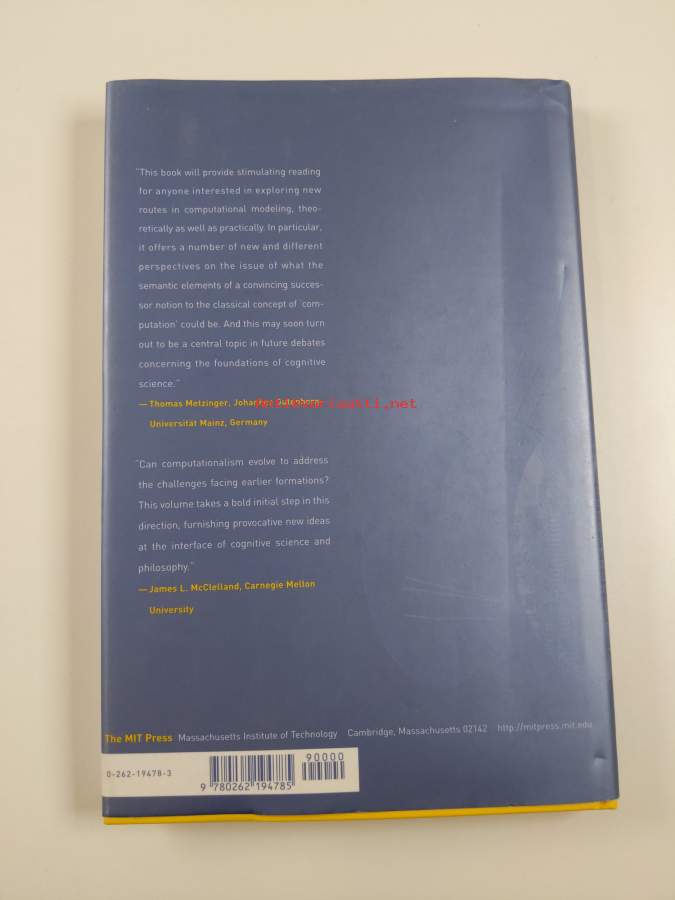 “This book will provide stimulating reading
for anyone interested in exploring new
routes in computational modeling, theo-
retically as well as practically. In particular,
it offers a number of new and different
perspectives on the issue of what the
semantic elements of a convincing succes-
sor notion to the classical concept of ‘com-
putation’ could be. And this may soon turn
out to be a central topic in future debates
concerning the foundations of cognitive
science.”
—Thomas Metzinger, Johannes Gutenberg-
Universität Mainz, Germany
“Can computationalism evolve to address
the challenges facing earlier formations?
This volume takes a bold initial step in this
direction, furnishing provocative new ideas
at the interface of cognitive science and
philosophy.”
—James L. McClelland, Carnegie Mellon
University
The MIT Press Massachusetts Institute of Technology Cambridge, Massachusetts 02142 http://mitpress.mit.edu
0-262-19478-3
90000
9 780262 194785